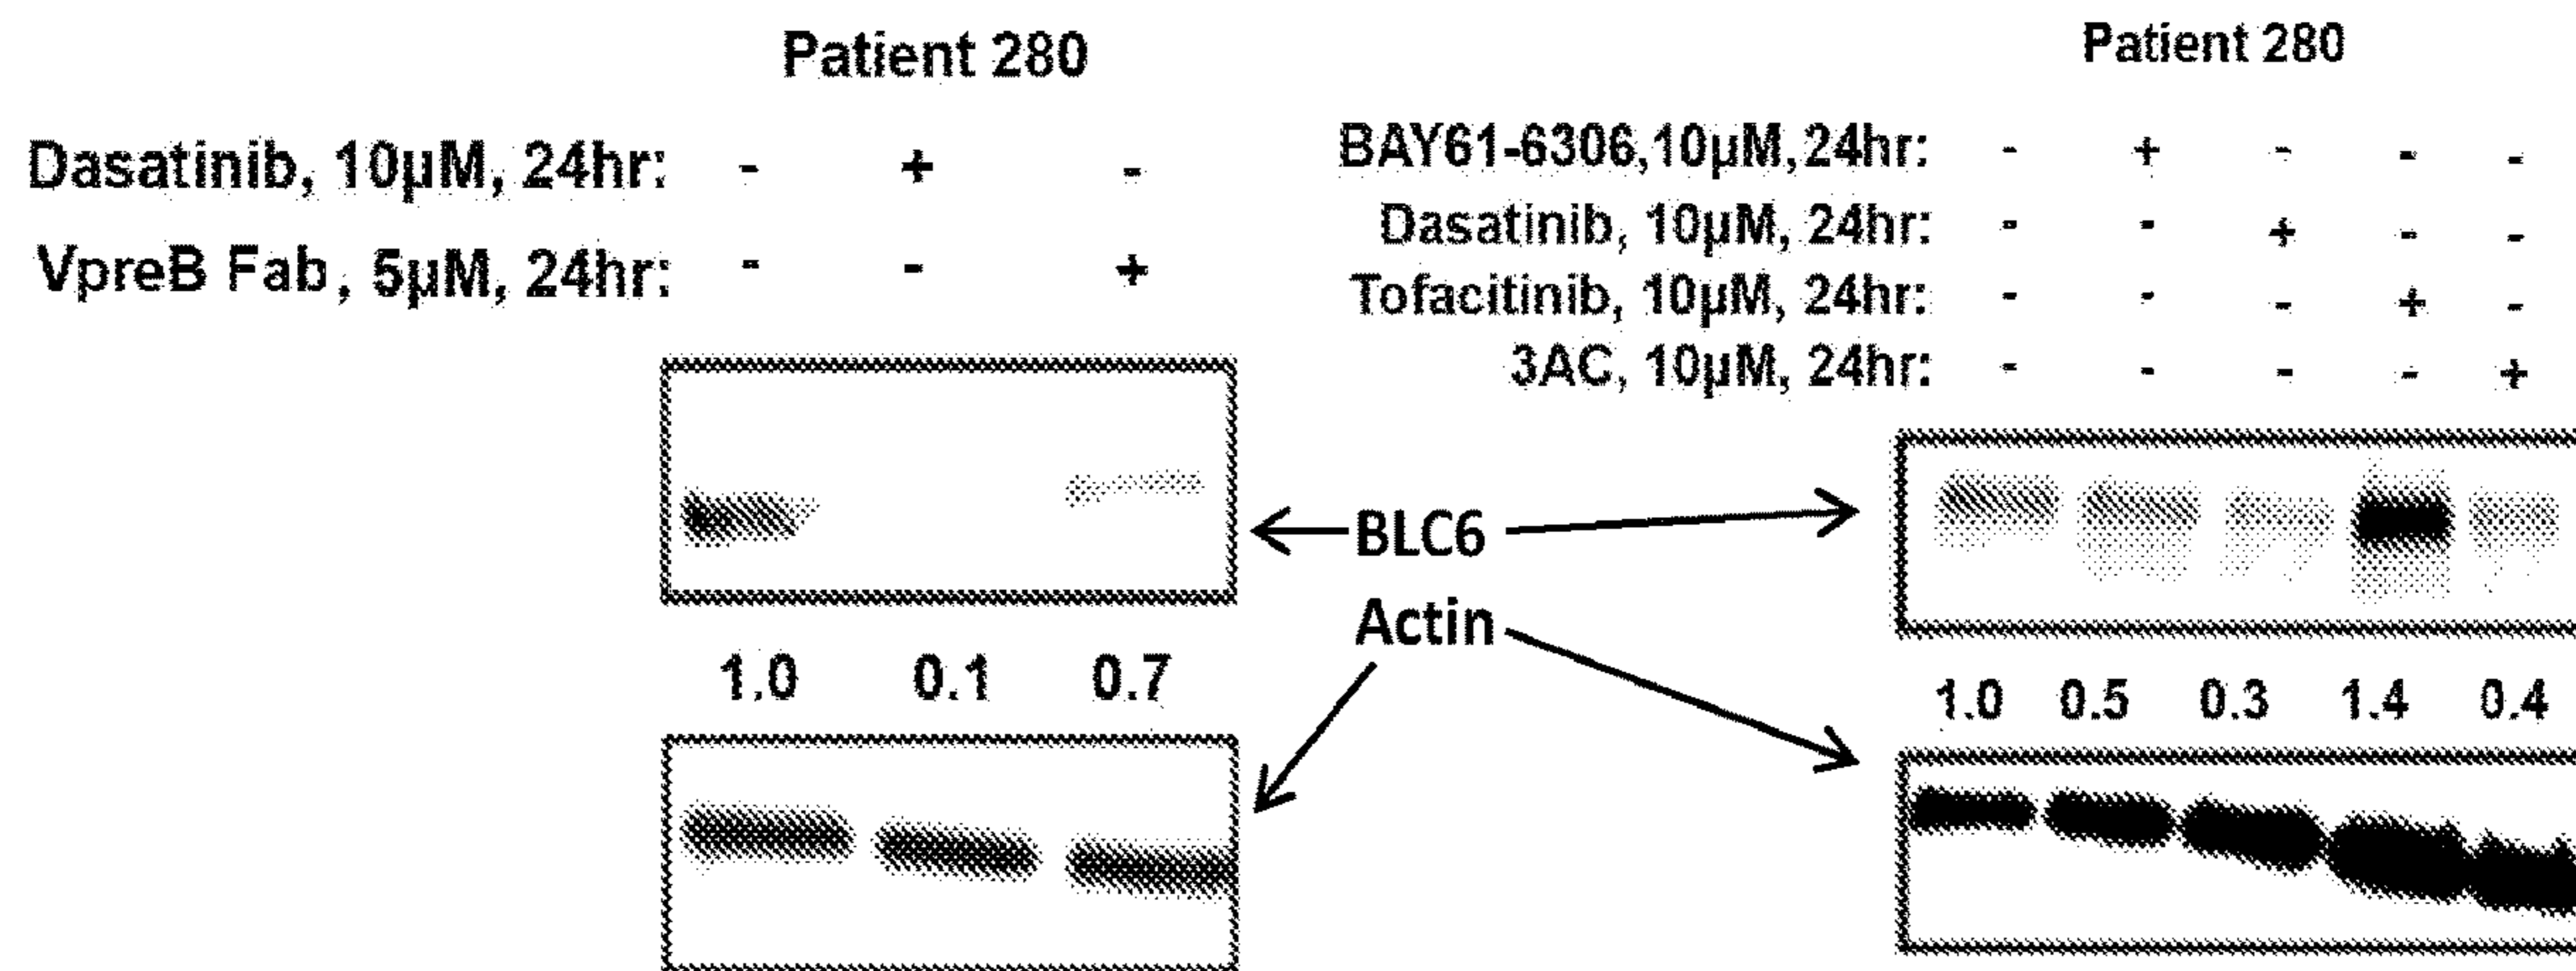 Patient 280
Dasatinib, 10µM, 24hr: - + -
VpreB Fab, 5µM, 24hr: - - +
1.0 0.1 0.7
BLC6
Actin
Patient 280
BAY61-6306,10µM,24hr: - + - - -
Dasatinib, 10µM, 24hr: - - + - -
Tofacitinib, 10µM, 24hr: - - - + -
3AC, 10µM, 24hr: - - - - +
1.0 0.5 0.3 1.4 0.4